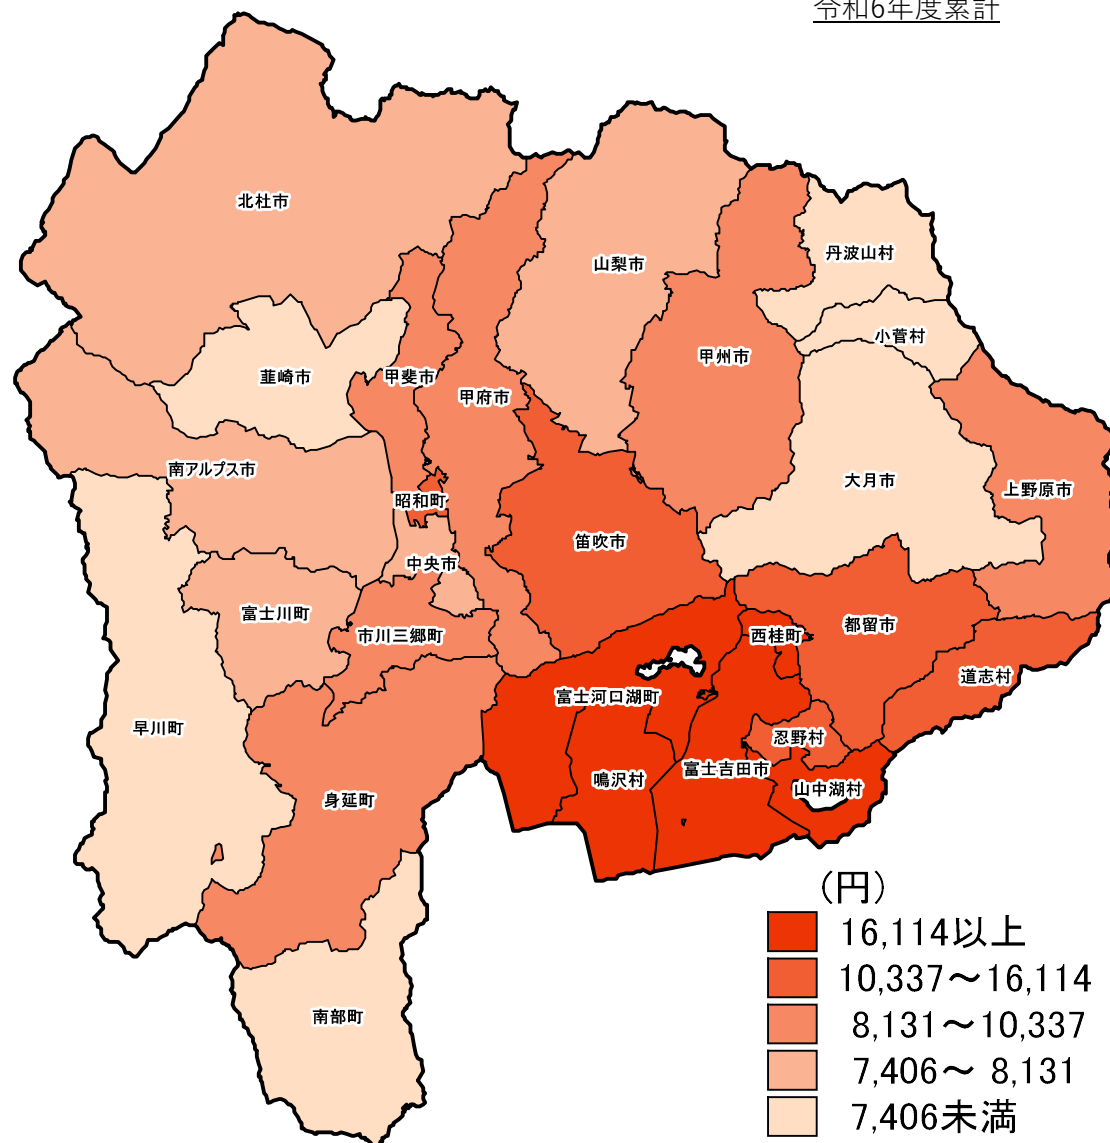 令和6年度累計
北杜市
丹波山村
山梨市
小菅村
甲州市
韮崎市
甲斐市
甲府市
南アルプス市
大月市
上野原市
昭和町
笛吹市
中央市
富士川町
市川三郷町
西桂町
都留市
道志村
富士河口湖町
早川町
忍野村
富士吉田市
鳴沢村
山中湖村
身延町
南部町
(円)
16,114以上
10,337～16,114
8,131～10,337
7,406～ 8,131
7,406未満